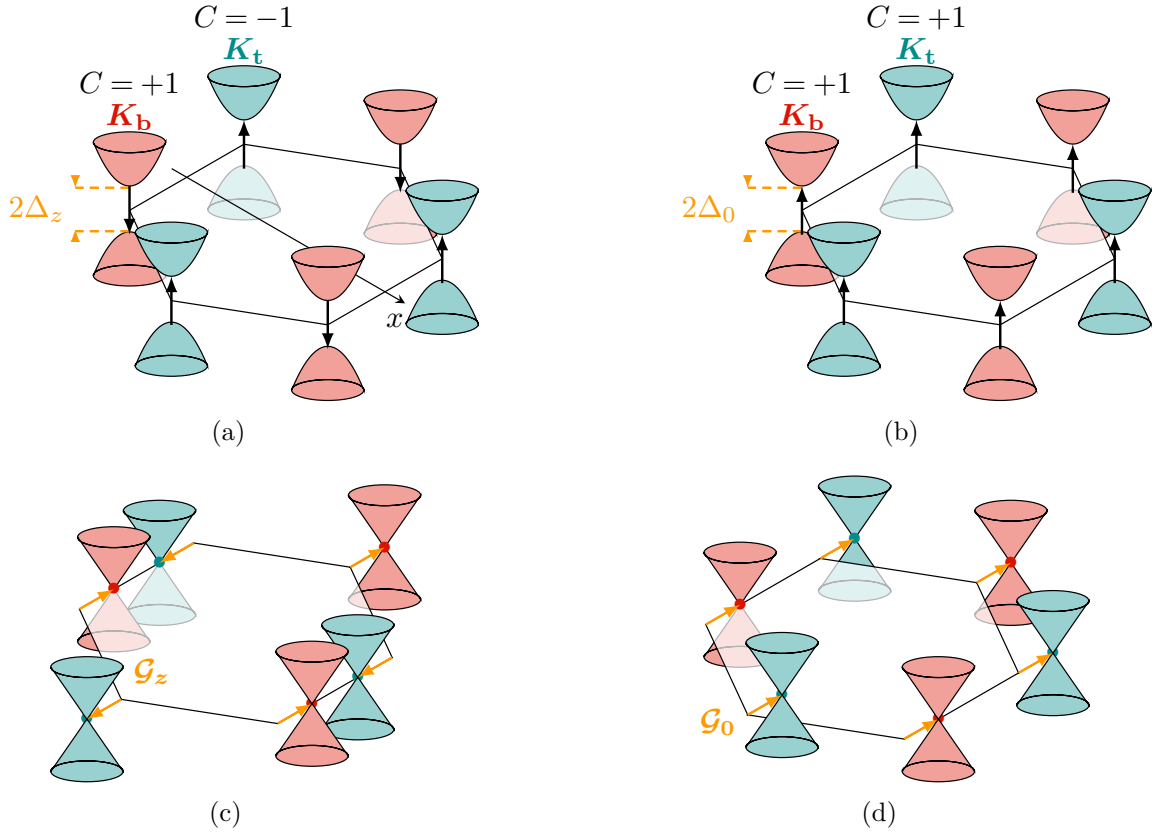 C = −1
K_t
C = +1
K_b
2Δ_z
x
(a)
C = +1
K_t
C = +1
K_b
2Δ_0
(b)
𝓖_z
(c)
𝓖_0
(d)